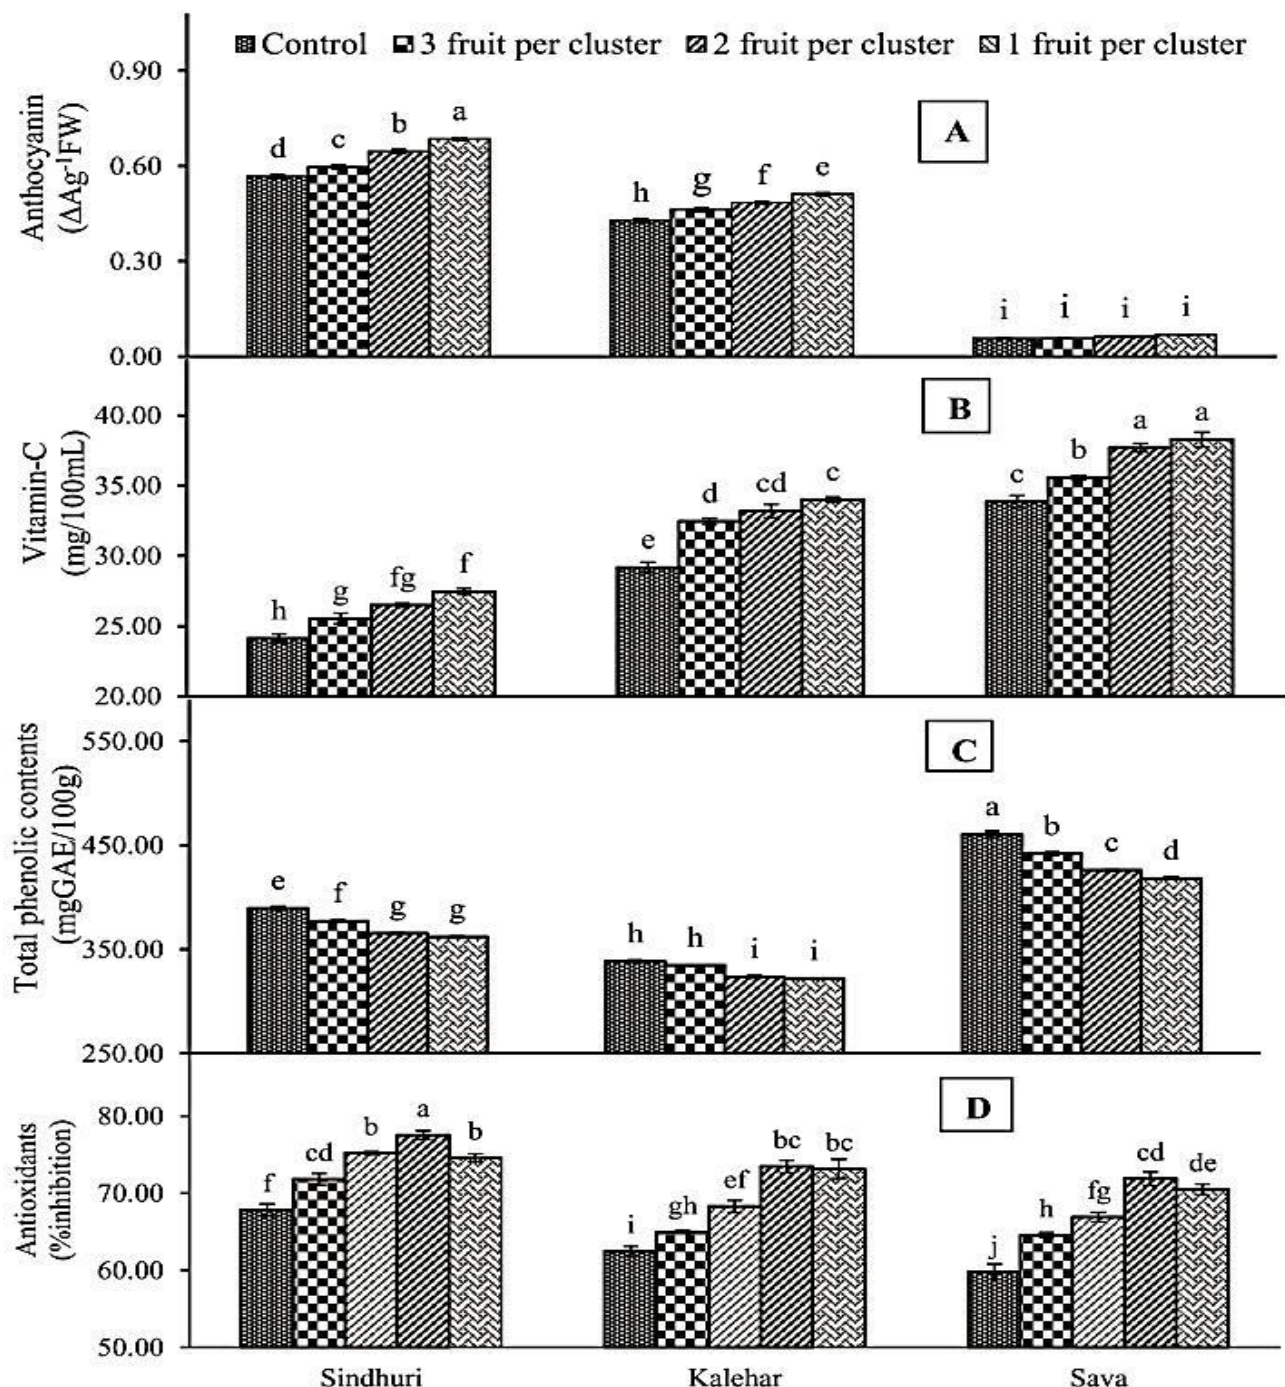 Control 3 fruit per cluster 2 fruit per cluster 1 fruit per cluster
Anthocyanin
(ΔAg⁻¹FW)
0.90
0.60
0.30
0.00
A
d c b a
h g f e
i i i i
Vitamin-C
(mg/100mL)
40.00
35.00
30.00
25.00
20.00
B
h g fg f
e d cd c
c b a a
Total phenolic contents
(mgGAE/100g)
550.00
450.00
350.00
250.00
C
e f g g
h h i i
a b c d
Antioxidants
(%inhibition)
80.00
70.00
60.00
50.00
D
f cd b a b
i gh ef bc bc
j h fg cd de
Sindhuri Kalehar Sava